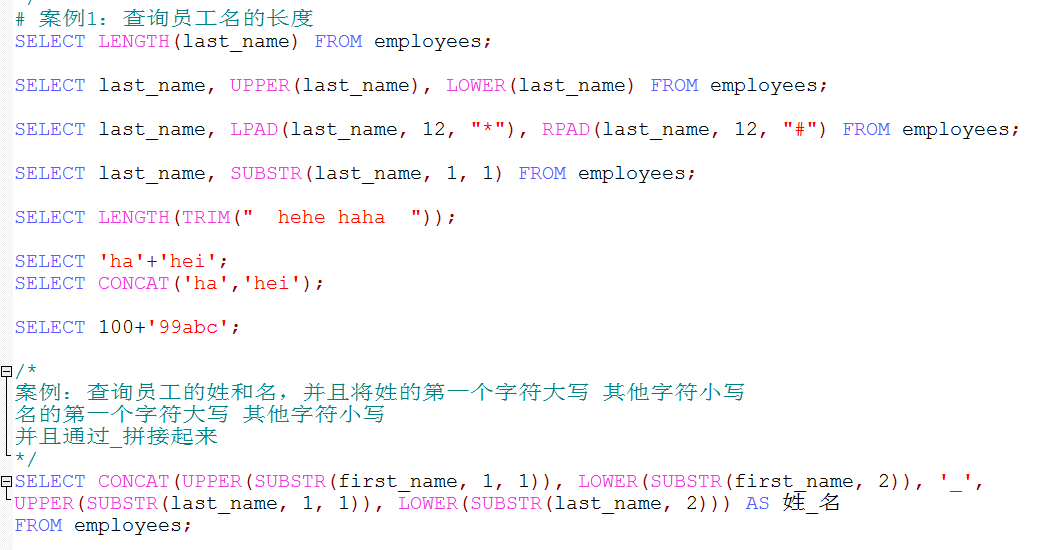 */
# 案例1：查询员工名的长度
SELECT LENGTH(last_name) FROM employees;
SELECT last_name, UPPER(last_name), LOWER(last_name) FROM employees;
SELECT last_name, LPAD(last_name, 12, "*"), RPAD(last_name, 12, "#") FROM employees;
SELECT last_name, SUBSTR(last_name, 1, 1) FROM employees;
SELECT LENGTH(TRIM("  hehe haha  "));
SELECT 'ha'+'hei';
SELECT CONCAT('ha','hei');
SELECT 100+'99abc';
/*
案例：查询员工的姓和名，并且将姓的第一个字符大写 其他字符小写
名的第一个字符大写 其他字符小写
并且通过_拼接起来
*/
SELECT CONCAT(UPPER(SUBSTR(first_name, 1, 1)), LOWER(SUBSTR(first_name, 2)), '_',
UPPER(SUBSTR(last_name, 1, 1)), LOWER(SUBSTR(last_name, 2))) AS 姓_名
FROM employees;